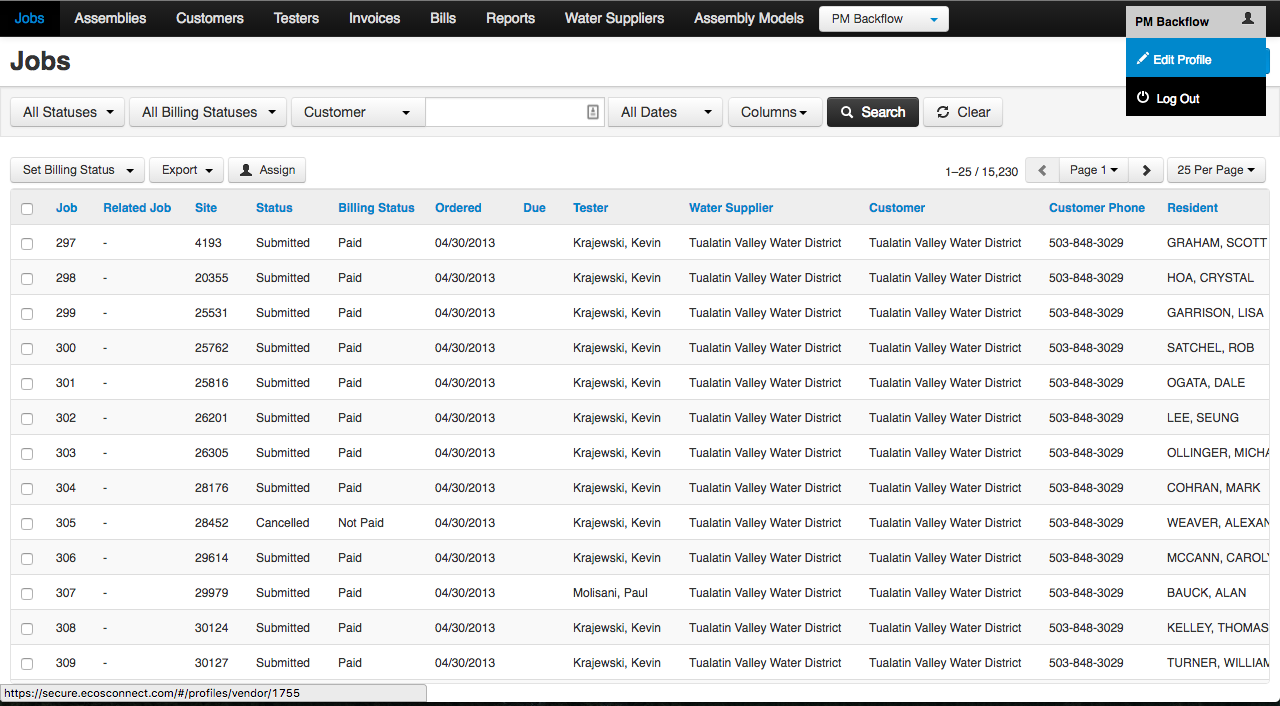 Jobs Assemblies Customers Testers Invoices Bills Reports Water Suppliers Assembly Models PM Backflow PM Backflow
Jobs
Edit Profile
Log Out
All Statuses All Billing Statuses Customer All Dates Columns Search Clear
Set Billing Status Export Assign 1–25 / 15,230 Page 1 25 Per Page
Job Related Job Site Status Billing Status Ordered Due Tester Water Supplier Customer Customer Phone Resident
297 - 4193 Submitted Paid 04/30/2013 Krajewski, Kevin Tualatin Valley Water District Tualatin Valley Water District 503-848-3029 GRAHAM, SCOTT
298 - 20355 Submitted Paid 04/30/2013 Krajewski, Kevin Tualatin Valley Water District Tualatin Valley Water District 503-848-3029 HOA, CRYSTAL
299 - 25531 Submitted Paid 04/30/2013 Krajewski, Kevin Tualatin Valley Water District Tualatin Valley Water District 503-848-3029 GARRISON, LISA
300 - 25762 Submitted Paid 04/30/2013 Krajewski, Kevin Tualatin Valley Water District Tualatin Valley Water District 503-848-3029 SATCHEL, ROB
301 - 25816 Submitted Paid 04/30/2013 Krajewski, Kevin Tualatin Valley Water District Tualatin Valley Water District 503-848-3029 OGATA, DALE
302 - 26201 Submitted Paid 04/30/2013 Krajewski, Kevin Tualatin Valley Water District Tualatin Valley Water District 503-848-3029 LEE, SEUNG
303 - 26305 Submitted Paid 04/30/2013 Krajewski, Kevin Tualatin Valley Water District Tualatin Valley Water District 503-848-3029 OLLINGER, MICHA
304 - 28176 Submitted Paid 04/30/2013 Krajewski, Kevin Tualatin Valley Water District Tualatin Valley Water District 503-848-3029 COHRAN, MARK
305 - 28452 Cancelled Not Paid 04/30/2013 Krajewski, Kevin Tualatin Valley Water District Tualatin Valley Water District 503-848-3029 WEAVER, ALEXAN
306 - 29614 Submitted Paid 04/30/2013 Krajewski, Kevin Tualatin Valley Water District Tualatin Valley Water District 503-848-3029 MCCANN, CAROLY
307 - 29979 Submitted Paid 04/30/2013 Molisani, Paul Tualatin Valley Water District Tualatin Valley Water District 503-848-3029 BAUCK, ALAN
308 - 30124 Submitted Paid 04/30/2013 Krajewski, Kevin Tualatin Valley Water District Tualatin Valley Water District 503-848-3029 KELLEY, THOMAS
309 - 30127 Submitted Paid 04/30/2013 Krajewski, Kevin Tualatin Valley Water District Tualatin Valley Water District 503-848-3029 TURNER, WILLIAM
https://secure.ecosconnect.com/#/profiles/vendor/1755